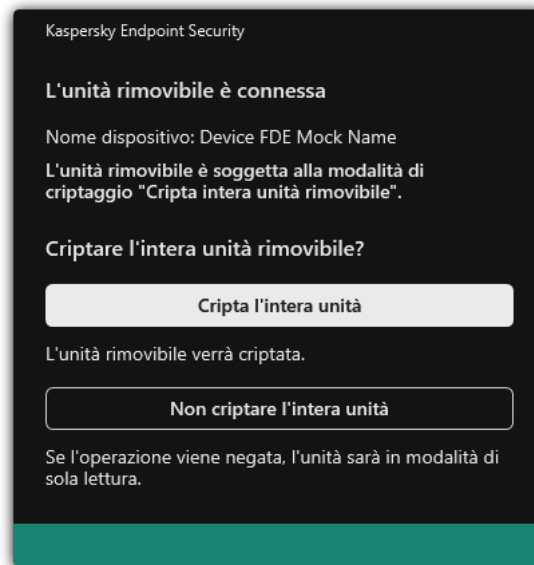 Kaspersky Endpoint Security
L'unità rimovibile è connessa
Nome dispositivo: Device FDE Mock Name
L'unità rimovibile è soggetta alla modalità di
criptaggio "Cripta intera unità rimovibile".
Criptare l'intera unità rimovibile?
Cripta l'intera unità
L'unità rimovibile verrà criptata.
Non criptare l'intera unità
Se l'operazione viene negata, l'unità sarà in modalità di
sola lettura.